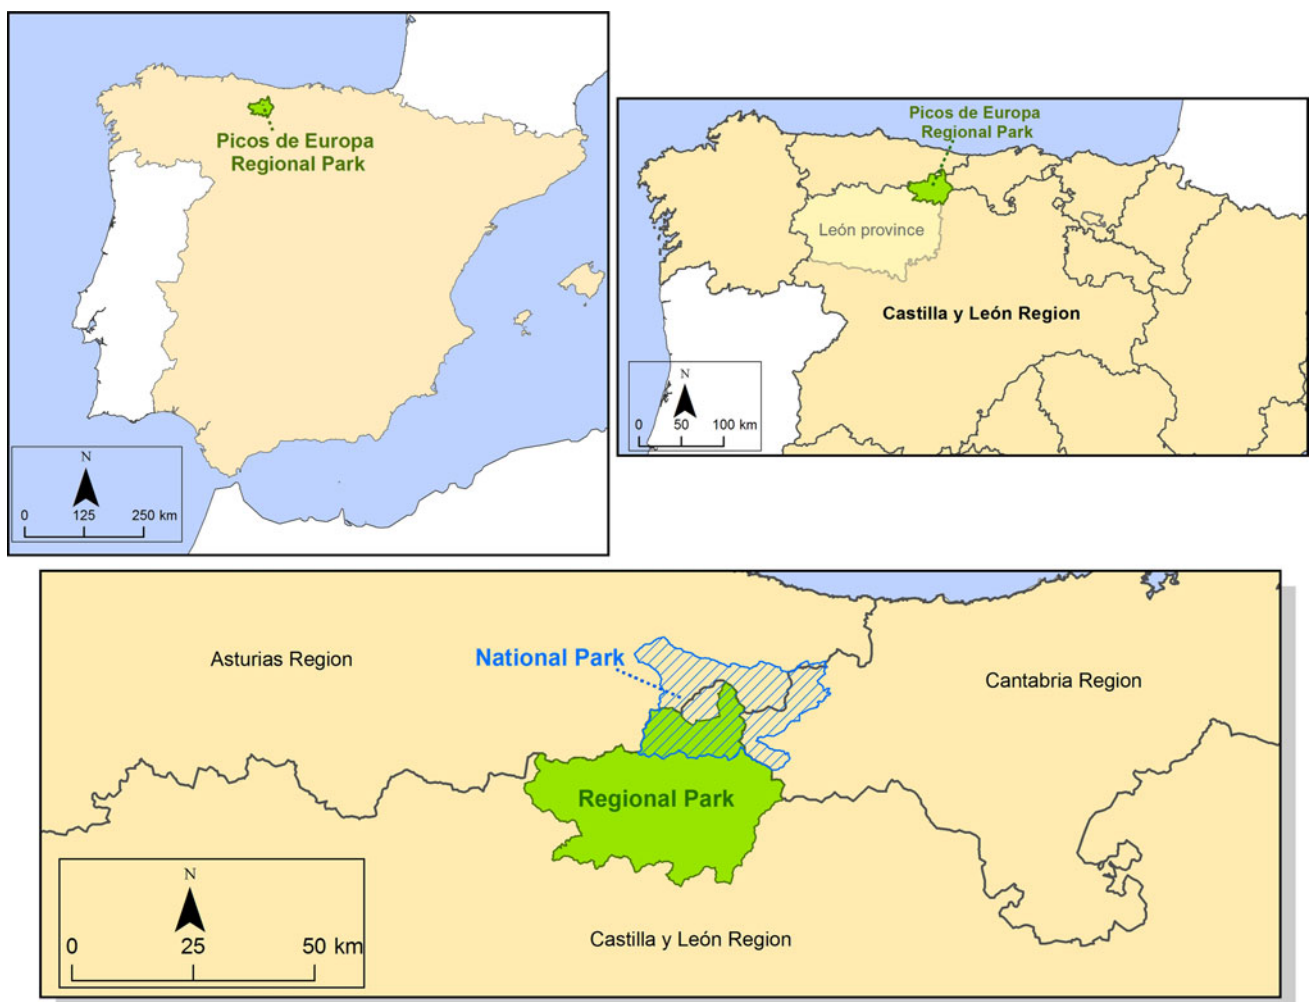 Picos de Europa
Regional Park
N
0 125 250 km
Picos de Europa
Regional Park
León province
Castilla y León Region
N
0 50 100 km
Asturias Region
National Park
Cantabria Region
Regional Park
N
0 25 50 km
Castilla y León Region